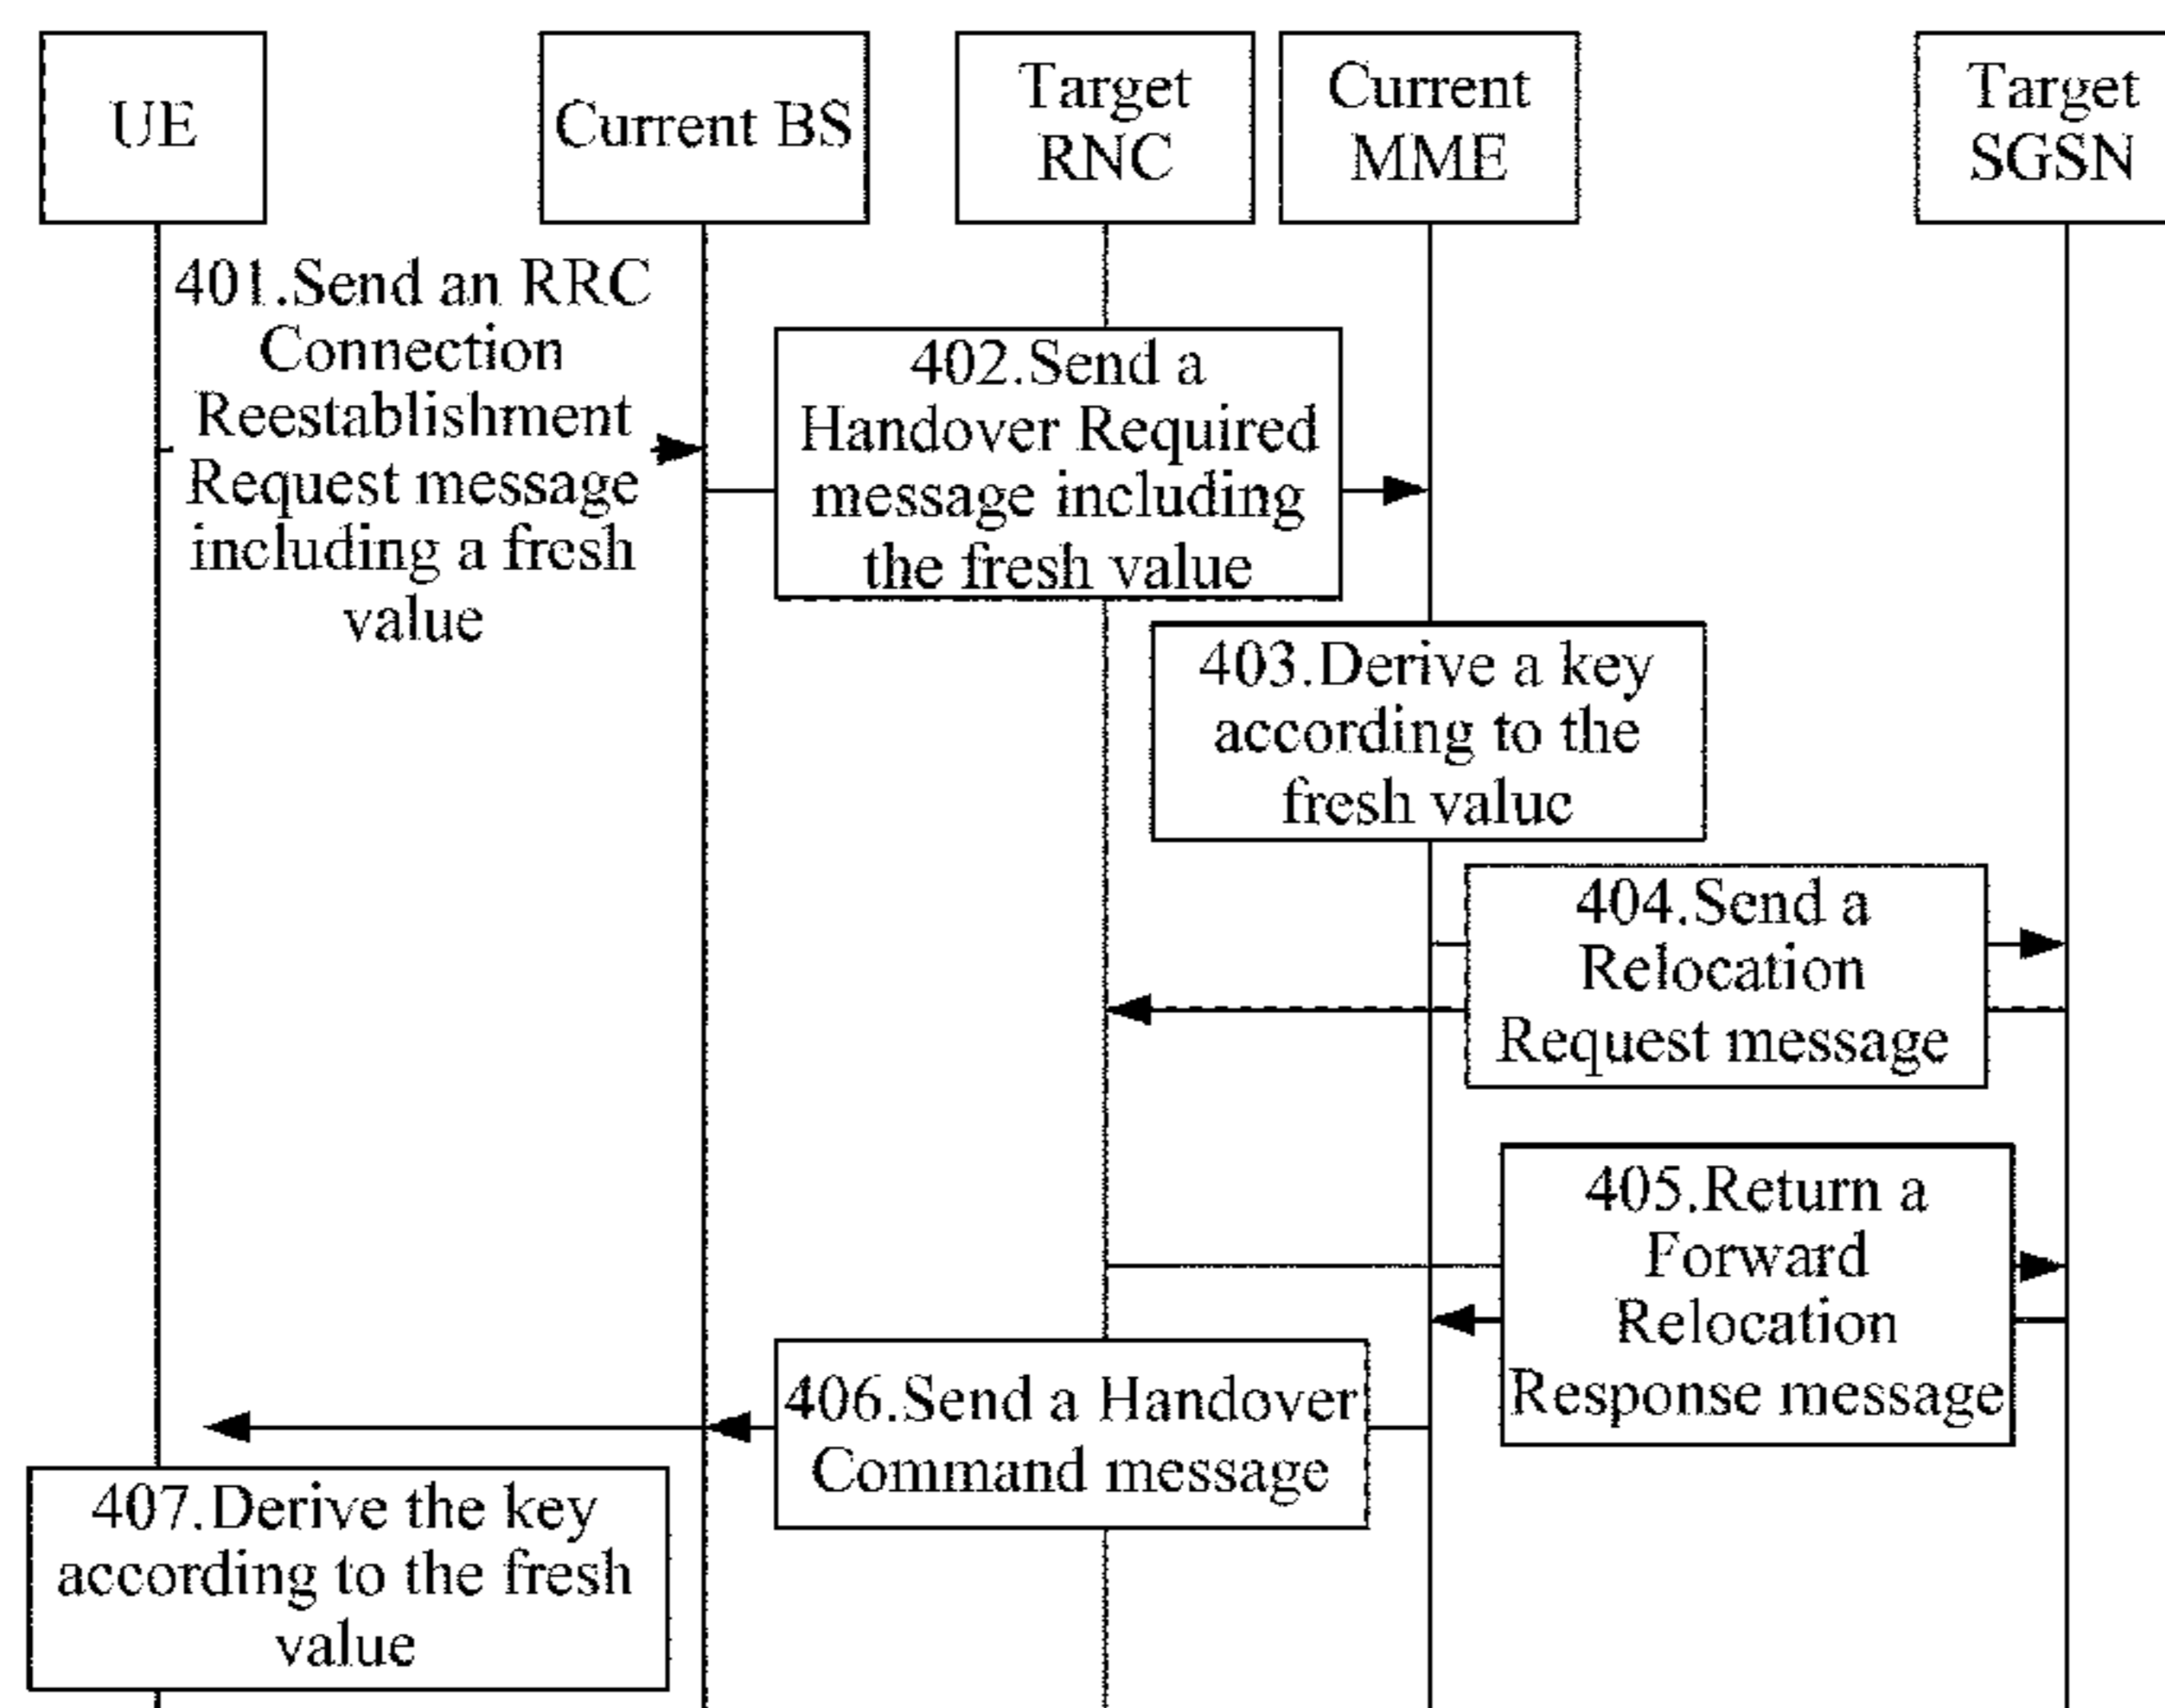 UE
Current BS
Target
RNC
Current
MME
Target
SGSN
401.Send an RRC
Connection
Reestablishment
Request message
including a fresh
value
402.Send a
Handover Required
message including
the fresh value
403.Derive a key
according to the
fresh value
404.Send a
Relocation
Request message
405.Return a
Forward
Relocation
Response message
406.Send a Handover
Command message
407.Derive the key
according to the fresh
value